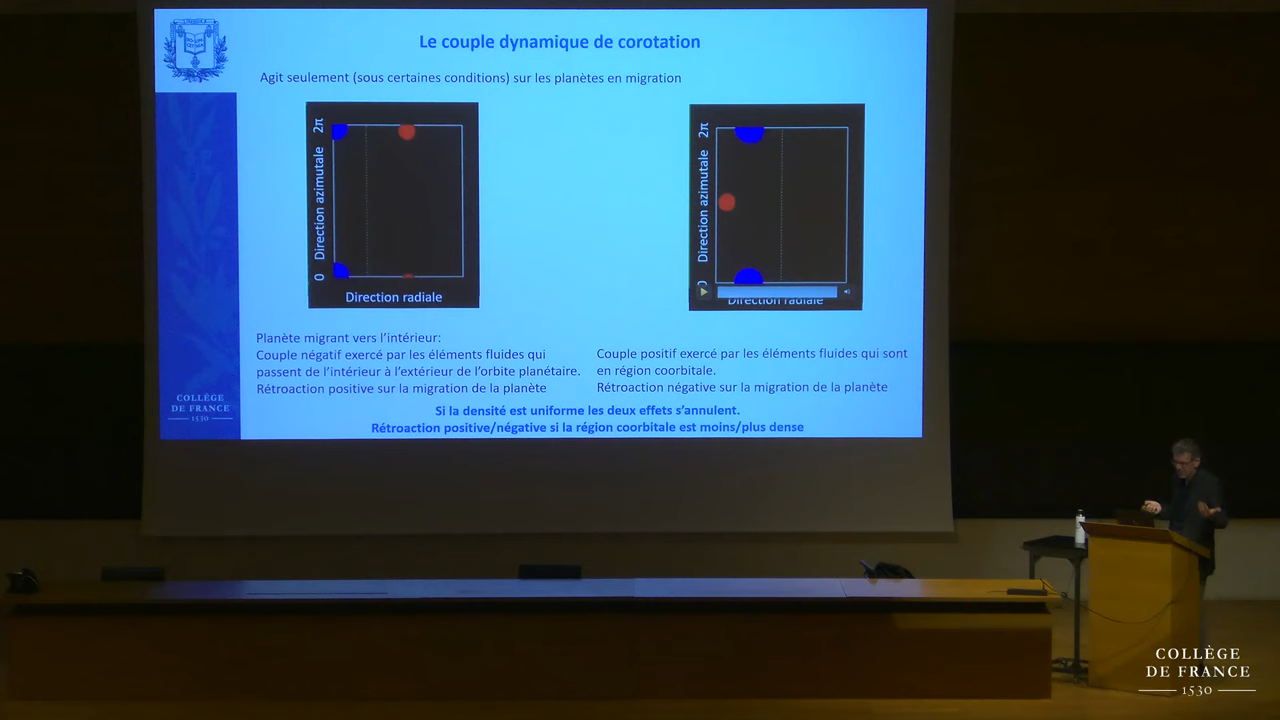 Le couple dynamique de corotation
Agit seulement (sous certaines conditions) sur les planètes en migration
2π
Direction azimutale
0
Direction radiale
2π
Direction azimutale
Direction radiale
Planète migrant vers l'intérieur:
Couple négatif exercé par les éléments fluides qui
passent de l'intérieur à l'extérieur de l'orbite planétaire.
Rétroaction positive sur la migration de la planète
Couple positif exercé par les éléments fluides qui sont
en région coorbitale.
Rétroaction négative sur la migration de la planète
Si la densité est uniforme les deux effets s'annulent.
Rétroaction positive/négative si la région coorbitale est moins/plus dense
COLLÈGE
DE FRANCE
1530
COLLÈGE
DE FRANCE
1530